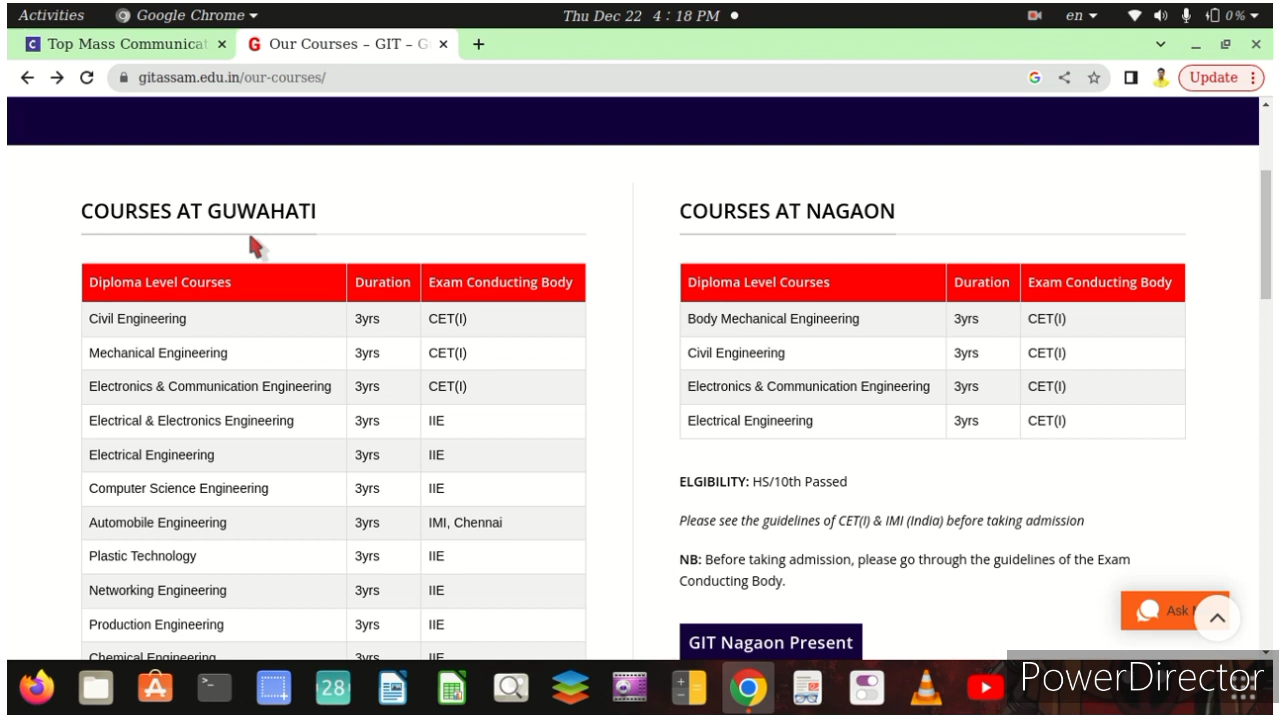 Activities Google Chrome Thu Dec 22 4 : 18 PM en 0 %
Top Mass Communicat × G Our Courses – GIT – G × +
gitassam.edu.in/our-courses/ G Update
COURSES AT GUWAHATI
Diploma Level Courses Duration Exam Conducting Body
Civil Engineering 3yrs CET(I)
Mechanical Engineering 3yrs CET(I)
Electronics & Communication Engineering 3yrs CET(I)
Electrical & Electronics Engineering 3yrs IIE
Electrical Engineering 3yrs IIE
Computer Science Engineering 3yrs IIE
Automobile Engineering 3yrs IMI, Chennai
Plastic Technology 3yrs IIE
Networking Engineering 3yrs IIE
Production Engineering 3yrs IIE
Chemical Engineering 3yrs IIE
COURSES AT NAGAON
Diploma Level Courses Duration Exam Conducting Body
Body Mechanical Engineering 3yrs CET(I)
Civil Engineering 3yrs CET(I)
Electronics & Communication Engineering 3yrs CET(I)
Electrical Engineering 3yrs CET(I)
ELGIBILITY: HS/10th Passed
Please see the guidelines of CET(I) & IMI (India) before taking admission
NB: Before taking admission, please go through the guidelines of the Exam
Conducting Body.
Ask
GIT Nagaon Present
28
PowerDirector